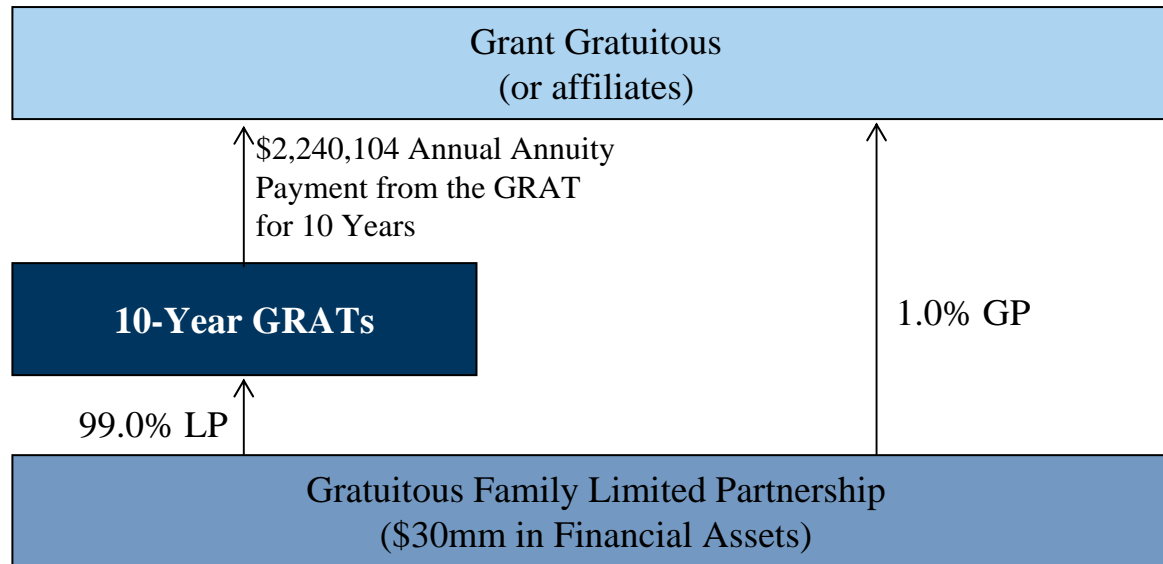 Grant Gratuitous
(or affiliates)
$2,240,104 Annual Annuity
Payment from the GRAT
for 10 Years
10-Year GRATs
1.0% GP
99.0% LP
Gratuitous Family Limited Partnership
($30mm in Financial Assets)